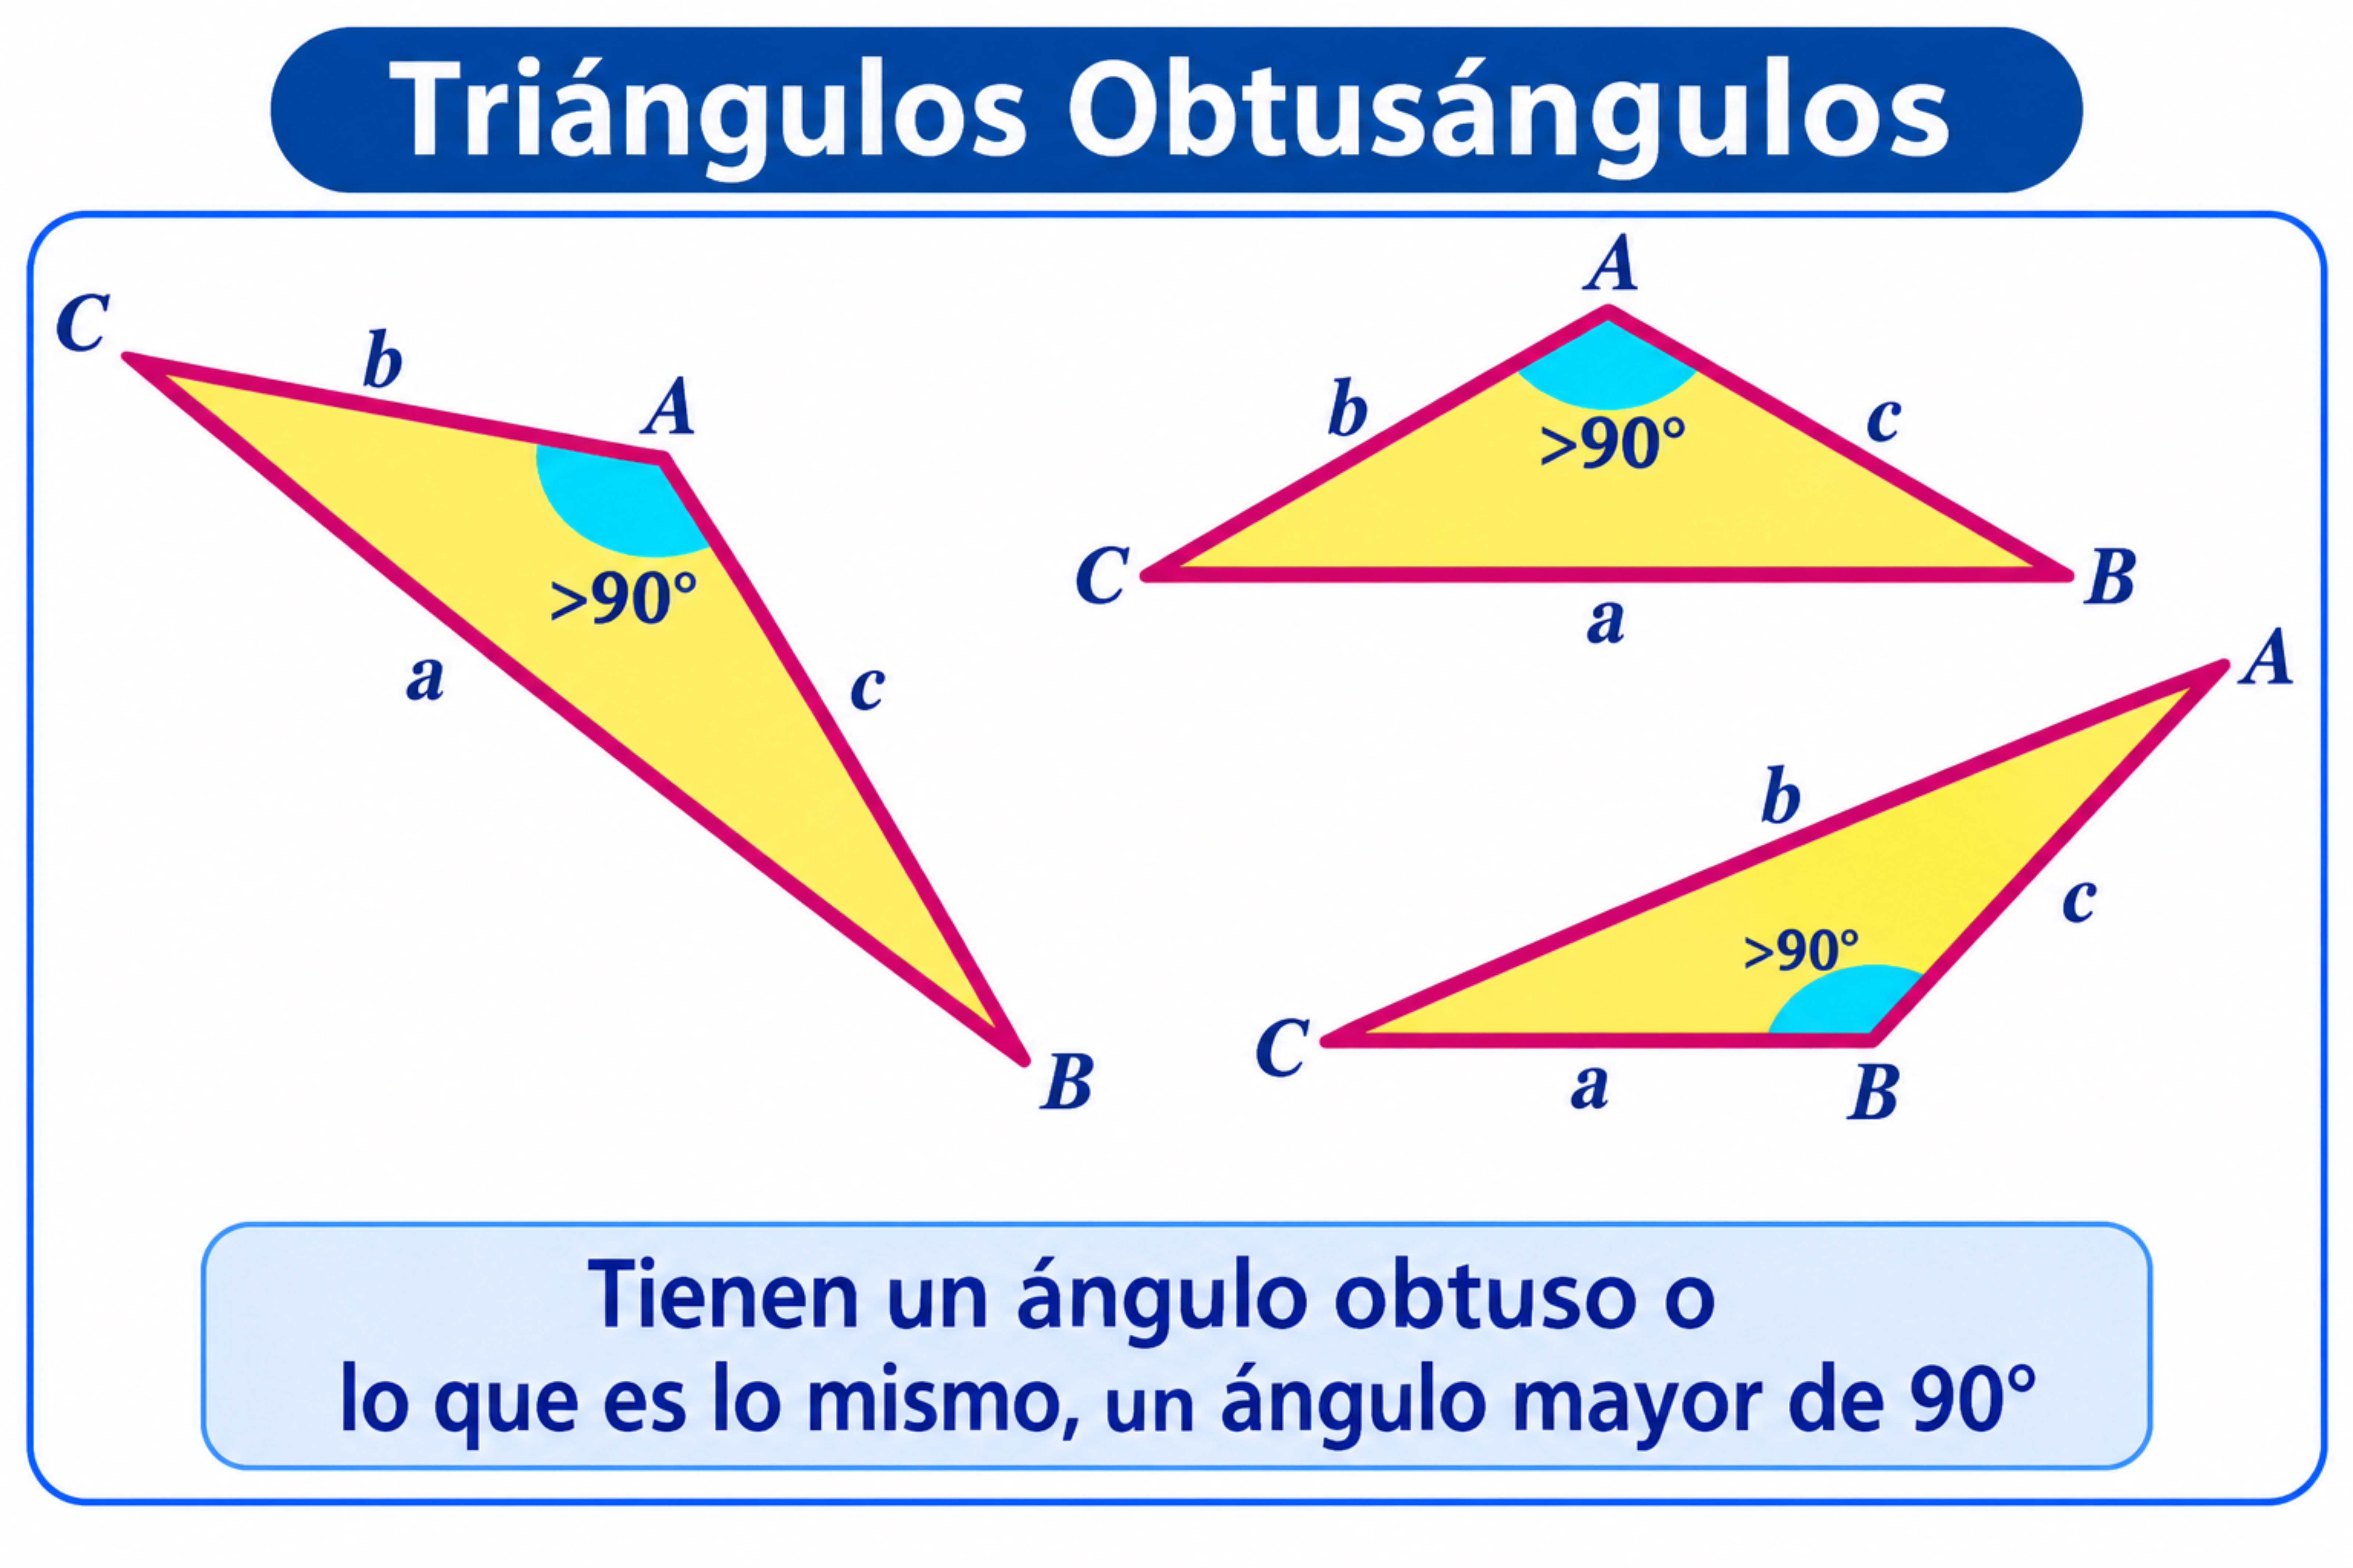 Triángulos Obtusángulos
C
b
A
>90°
a
c
B
A
b
c
>90°
C
B
a
A
b
c
>90°
C
a
B
Tienen un ángulo obtuso o
lo que es lo mismo, un ángulo mayor de 90°